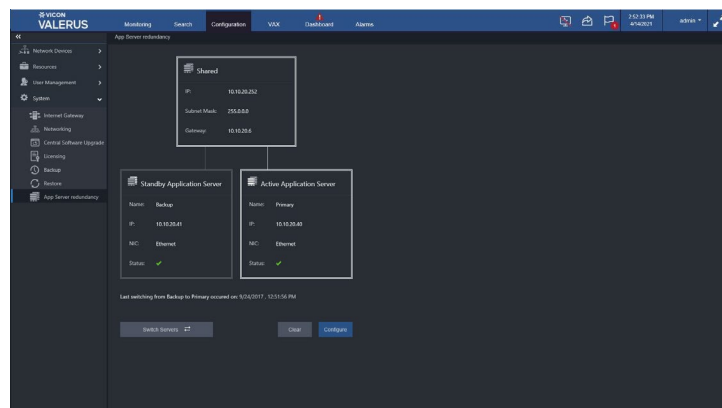 VICON
VALERUS
Monitoring Search Configuration VAX Dashboard Alarms
2:52:33 PM
4/14/2021
admin
App Server redundancy
Network Devices
Resources
User Management
System
Internet Gateway
Networking
Central Software Upgrade
Licensing
Backup
Restore
App Server redundancy
Shared
IP: 10.10.20.252
Subnet Mask: 255.0.0.0
Gateway: 10.10.20.6
Standby Application Server
Name: Backup
IP: 10.10.20.41
NIC: Ethernet
Status:
Active Application Server
Name: Primary
IP: 10.10.20.40
NIC: Ethernet
Status:
Last switching from Backup to Primary occured on: 9/24/2017 , 12:51:56 PM
Switch Servers
Clear
Configure